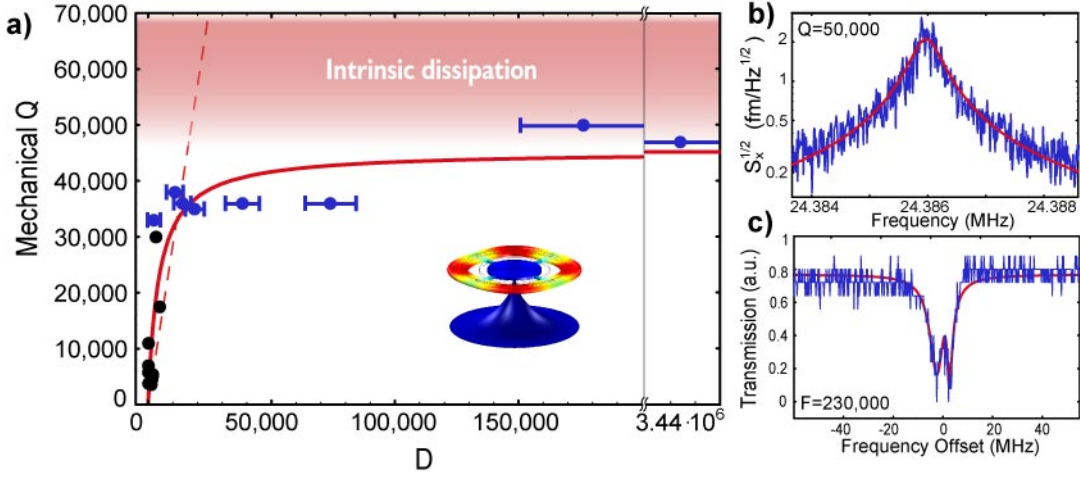 a)
Mechanical Q
70,000
60,000
50,000
40,000
30,000
20,000
10,000
0
Intrinsic dissipation
0
50,000
100,000
150,000
3.44·10⁶
D
b)
Q=50,000
S_x^1/2 (fm/Hz^1/2)
2
1
0.5
0.2
24.384
24.386
24.388
Frequency (MHz)
c)
Transmission (a.u.)
1
0.8
0.6
0.4
0.2
0
F=230,000
-40
-20
0
20
40
Frequency Offset (MHz)